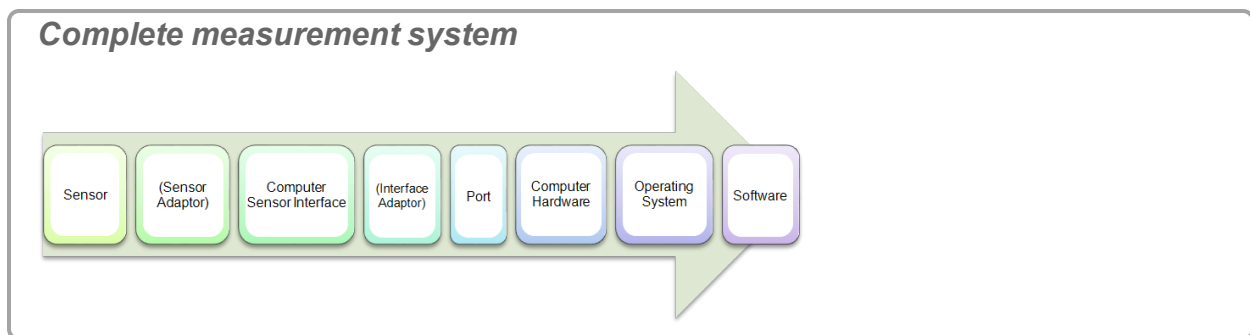 Complete measurement system
Sensor
(Sensor
Adaptor)
Computer
Sensor Interface
(Interface
Adaptor)
Port
Computer
Hardware
Operating
System
Software